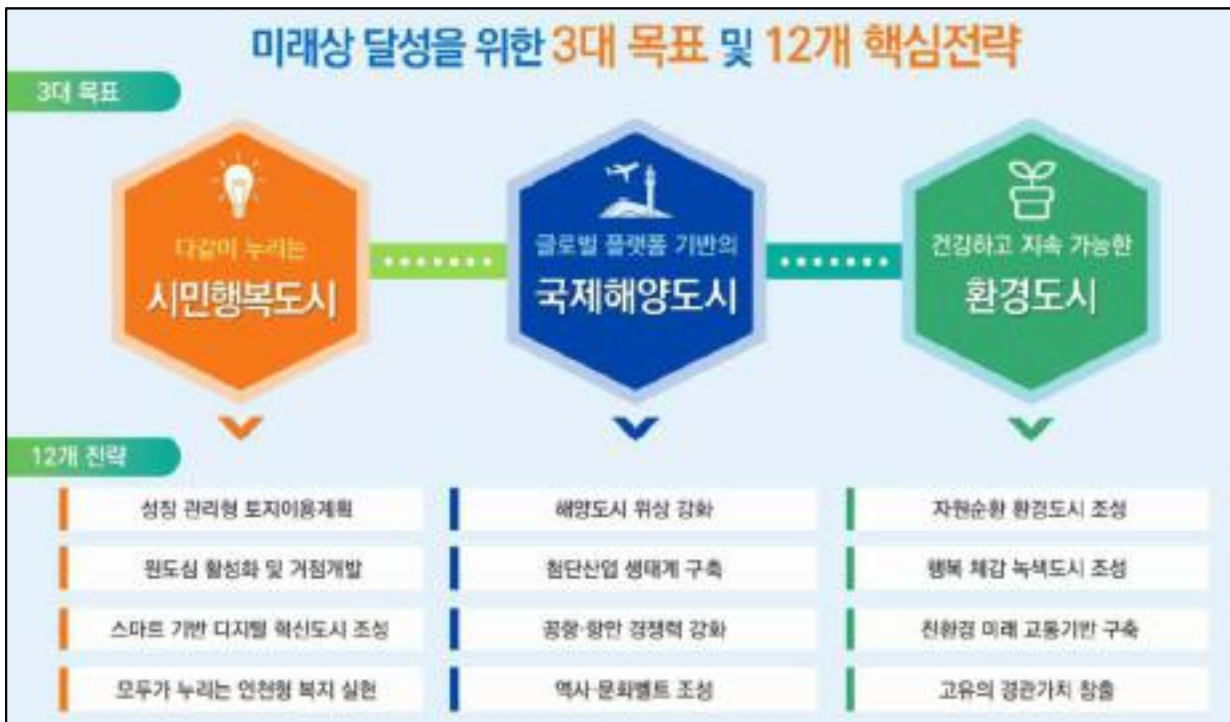 미래상 달성을 위한 3대 목표 및 12개 핵심전략
3대 목표
다같이 누리는
시민행복도시
글로벌 플랫폼 기반의
국제해양도시
건강하고 지속 가능한
환경도시
12개 전략
성장 관리형 토지이용계획
원도심 활성화 및 거점개발
스마트 기반 디지털 혁신도시 조성
모두가 누리는 인천형 복지 실현
해양도시 위상 강화
첨단산업 생태계 구축
공항·항만 경쟁력 강화
역사·문화벨트 조성
자원순환 환경도시 조성
행복 체감 녹색도시 조성
친환경 미래 교통기반 구축
고유의 경관가치 창출